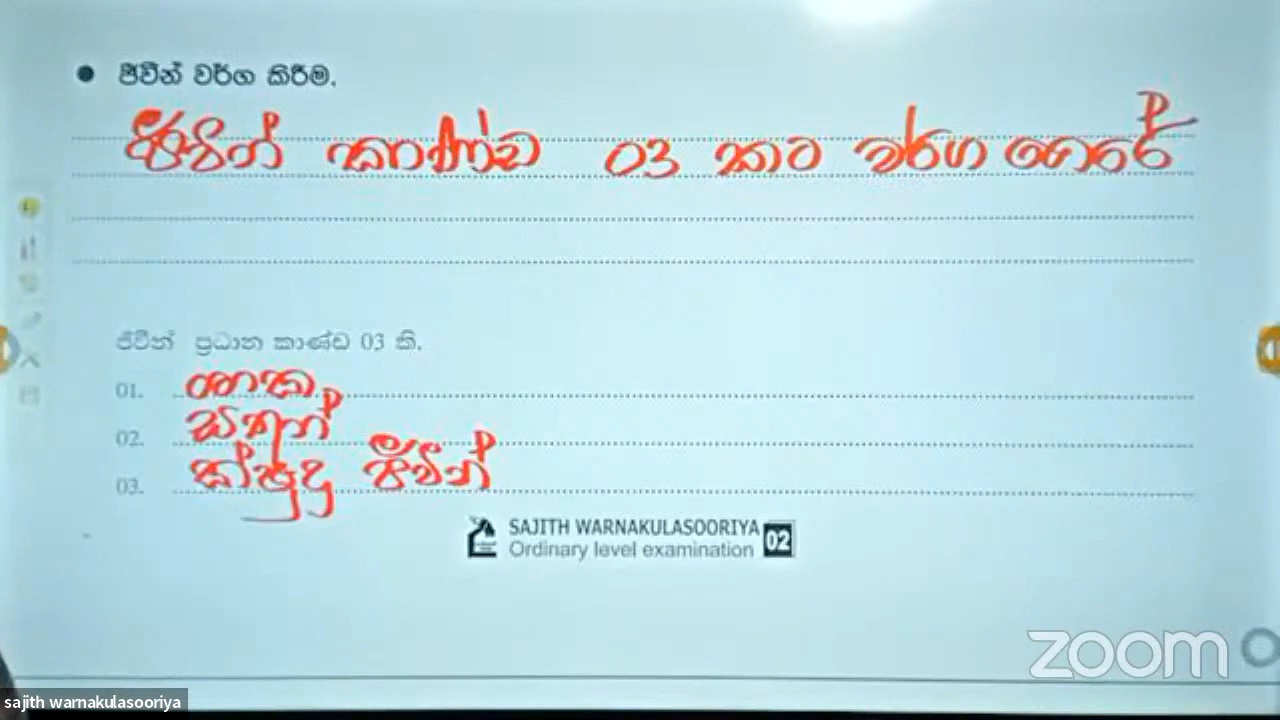 ජීවීන් වර්ග කිරීම.
ජීවීන් කාණ්ඩ 03 කට වර්ග කෙරේ
ජීවීන් ප්‍රධාන කාණ්ඩ 03 කි.
01. ශාක
02. සතුන්
03. ක්ෂුද්‍ර ජීවීන්
SAJITH WARNAKULASOORIYA
Ordinary level examination 02
zoom
sajith warnakulasooriya